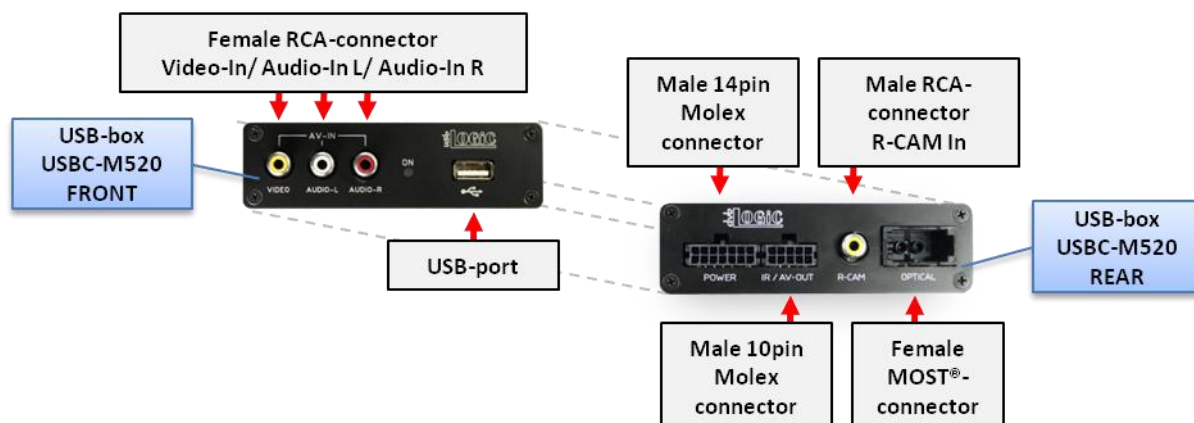 Female RCA-connector
Video-In/ Audio-In L/ Audio-In R
USB-box
USBC-M520
FRONT
AV-IN
VIDEO
AUDIO-L
AUDIO-R
ON
LOGiC
USB-port
Male 14pin
Molex
connector
Male RCA-
connector
R-CAM In
LOGiC
POWER
IR / AV-OUT
R-CAM
OPTICAL
USB-box
USBC-M520
REAR
Male 10pin
Molex
connector
Female
MOST®-
connector